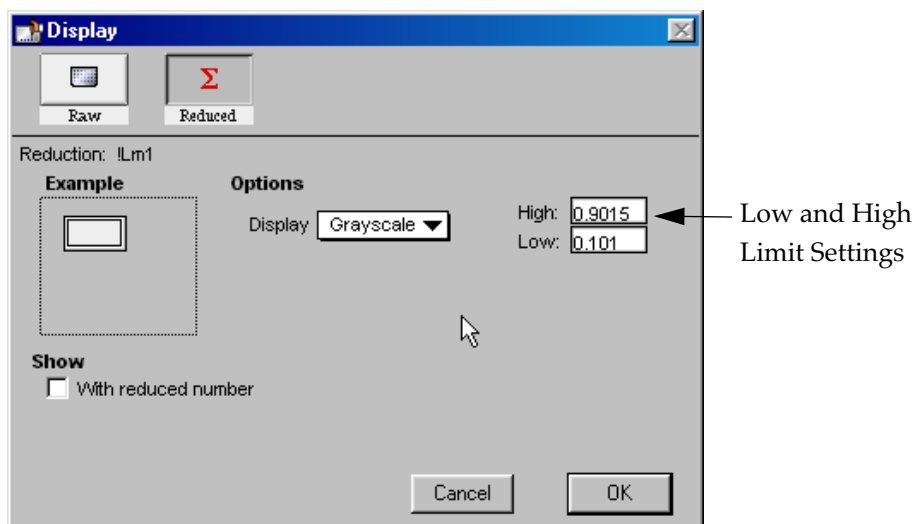 Display
Raw
Reduced
Reduction: !Lm1
Example
Options
Display Grayscale
High: 0.9015
Low: 0.101
Low and High
Limit Settings
Show
With reduced number
Cancel
OK